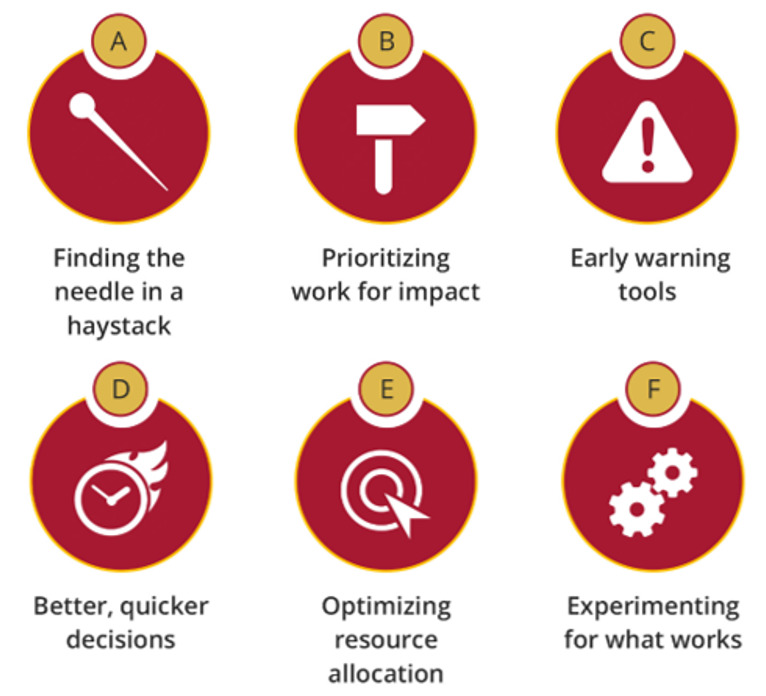 A
B
C
Finding the
needle in a
haystack
Prioritizing
work for impact
Early warning
tools
D
E
F
Better, quicker
decisions
Optimizing
resource
allocation
Experimenting
for what works